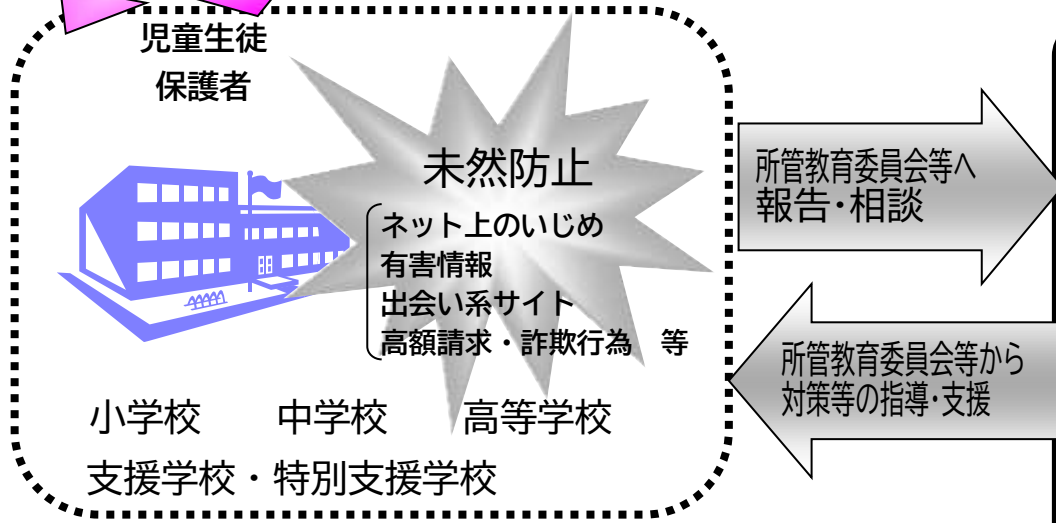 児童生徒
保護者
未然防止
ネット上のいじめ
有害情報
出会い系サイト
高額請求・詐欺行為　等
小学校　中学校　高等学校
支援学校・特別支援学校
所管教育委員会等へ
報告・相談
所管教育委員会等から
対策等の指導・支援